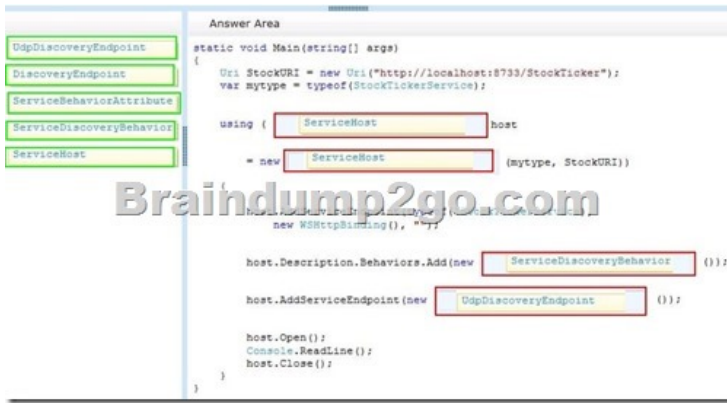 Answer Area
UdpDiscoveryEndpoint
DiscoveryEndpoint
ServiceBehaviorAttribute
ServiceDiscoveryBehavior
ServiceHost
static void Main(string[] args)
{
Uri StockURI = new Uri("http://localhost:8733/StockTicker");
var mytype = typeof(StockTickerService);
using ( ServiceHost host
= new ServiceHost (mytype, StockURI))
{
Braindump2go.com
new WSHttpBinding(), "");
host.Description.Behaviors.Add(new ServiceDiscoveryBehavior ());
host.AddServiceEndpoint(new UdpDiscoveryEndpoint ());
host.Open();
Console.ReadLine();
host.Close();
}
}